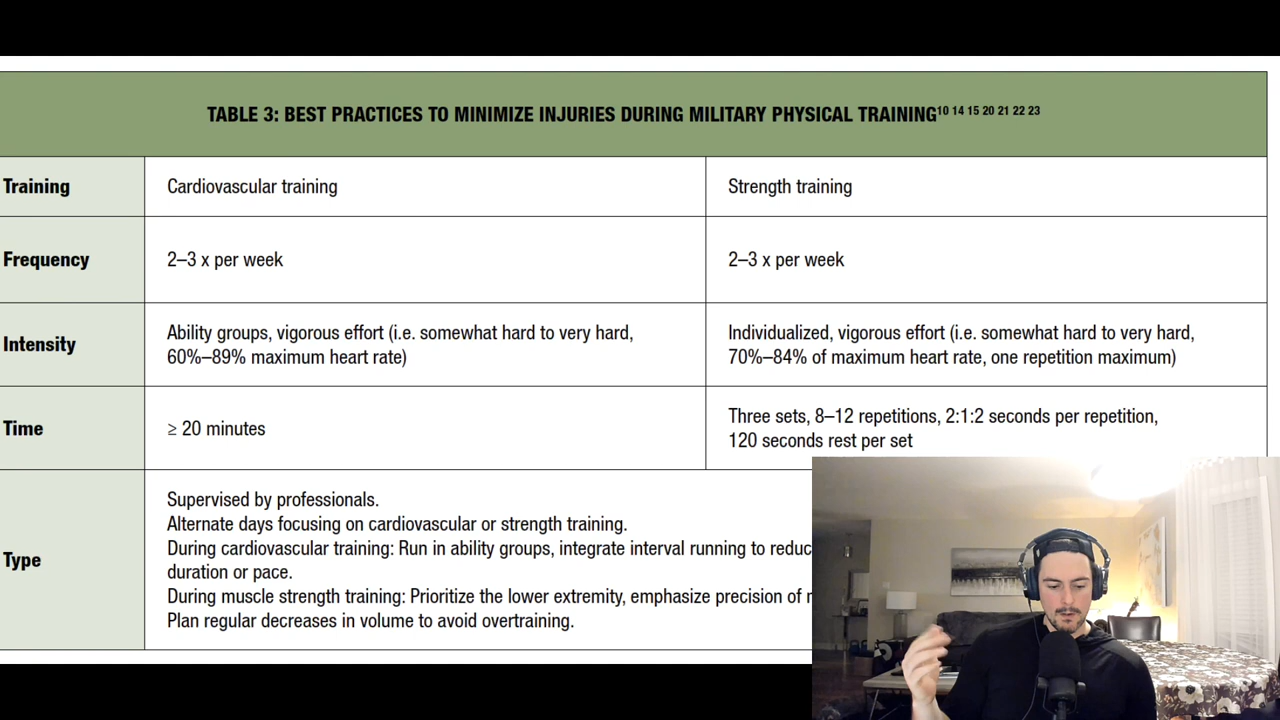 TABLE 3: BEST PRACTICES TO MINIMIZE INJURIES DURING MILITARY PHYSICAL TRAINING10 14 15 20 21 22 23
Training
Cardiovascular training
Strength training
Frequency
2–3 x per week
2–3 x per week
Intensity
Ability groups, vigorous effort (i.e. somewhat hard to very hard,
60%–89% maximum heart rate)
Individualized, vigorous effort (i.e. somewhat hard to very hard,
70%–84% of maximum heart rate, one repetition maximum)
Time
≥ 20 minutes
Three sets, 8–12 repetitions, 2:1:2 seconds per repetition,
120 seconds rest per set
Type
Supervised by professionals.
Alternate days focusing on cardiovascular or strength training.
During cardiovascular training: Run in ability groups, integrate interval running to
duration or pace.
During muscle strength training: Prioritize the lower extremity, emphasize precision of
Plan regular decreases in volume to avoid overtraining.